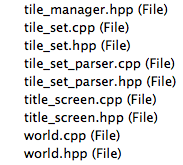 tile_manager.hpp (File)
tile_set.cpp (File)
tile_set.hpp (File)
tile_set_parser.cpp (File)
tile_set_parser.hpp (File)
title_screen.cpp (File)
title_screen.hpp (File)
world.cpp (File)
world.hpp (File)